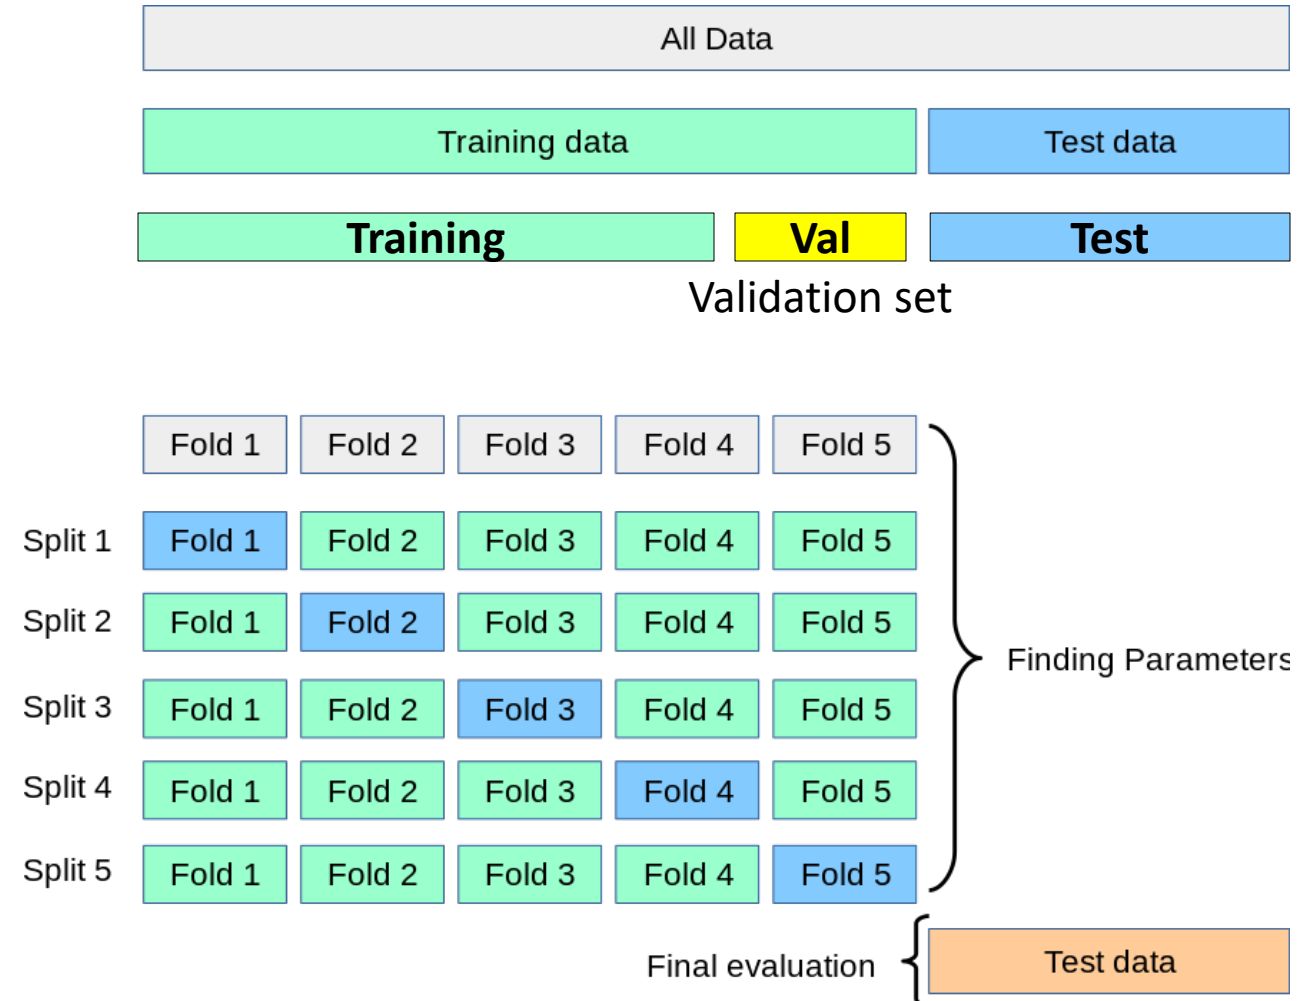 All Data
Training data Test data
Training Val Test
Validation set
Fold 1 Fold 2 Fold 3 Fold 4 Fold 5
Split 1 Fold 1 Fold 2 Fold 3 Fold 4 Fold 5
Split 2 Fold 1 Fold 2 Fold 3 Fold 4 Fold 5
Finding Parameters
Split 3 Fold 1 Fold 2 Fold 3 Fold 4 Fold 5
Split 4 Fold 1 Fold 2 Fold 3 Fold 4 Fold 5
Split 5 Fold 1 Fold 2 Fold 3 Fold 4 Fold 5
Final evaluation Test data